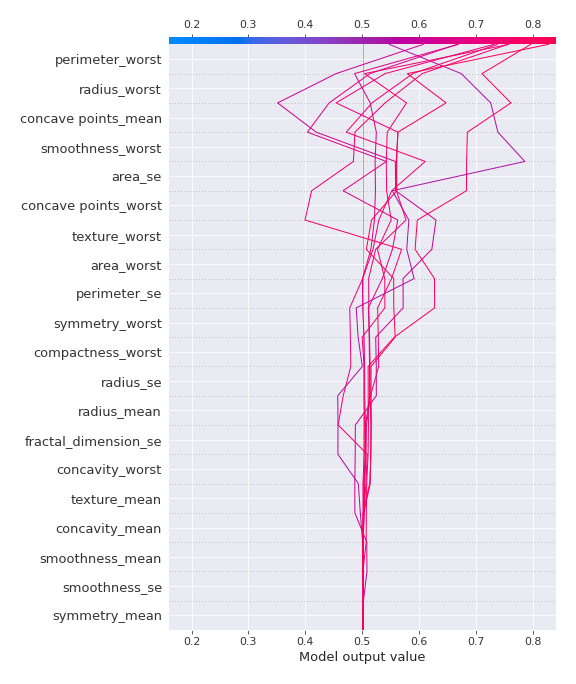 0.2 0.3 0.4 0.5 0.6 0.7 0.8
perimeter_worst
radius_worst
concave points_mean
smoothness_worst
area_se
concave points_worst
texture_worst
area_worst
perimeter_se
symmetry_worst
compactness_worst
radius_se
radius_mean
fractal_dimension_se
concavity_worst
texture_mean
concavity_mean
smoothness_mean
smoothness_se
symmetry_mean
0.2 0.3 0.4 0.5 0.6 0.7 0.8
Model output value